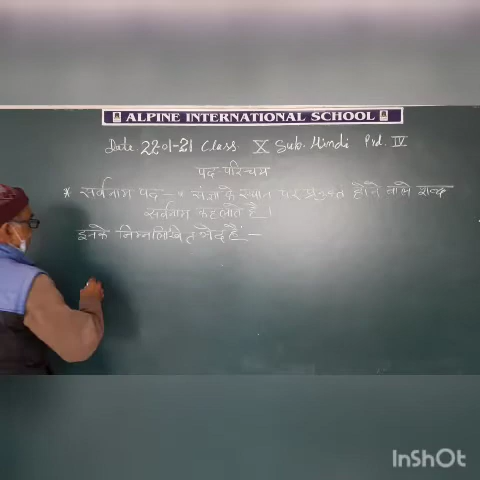 ALPINE INTERNATIONAL SCHOOL
Date 22-01-21 Class. X Sub. Hindi Prd. IV
पद परिचय
* सर्वनाम पद :- * संज्ञा के स्थान पर प्रयुक्त होने वाले शब्द
सर्वनाम कहलाते है।
इनके निम्नलिखित भेद हैं :-
InShOt